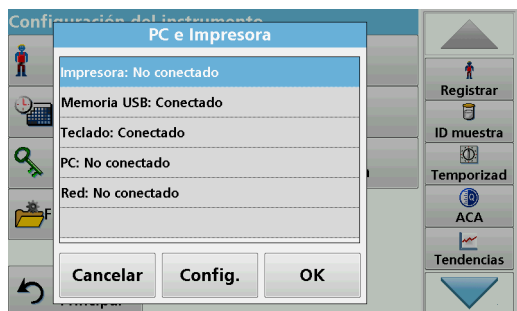 Configuración del instrumento
PC e Impresora
Impresora: No conectado
Memoria USB: Conectado
Teclado: Conectado
PC: No conectado
Red: No conectado
F
Cancelar
Config.
OK
Principal
Registrar
ID muestra
Temporizad
ACA
Tendencias